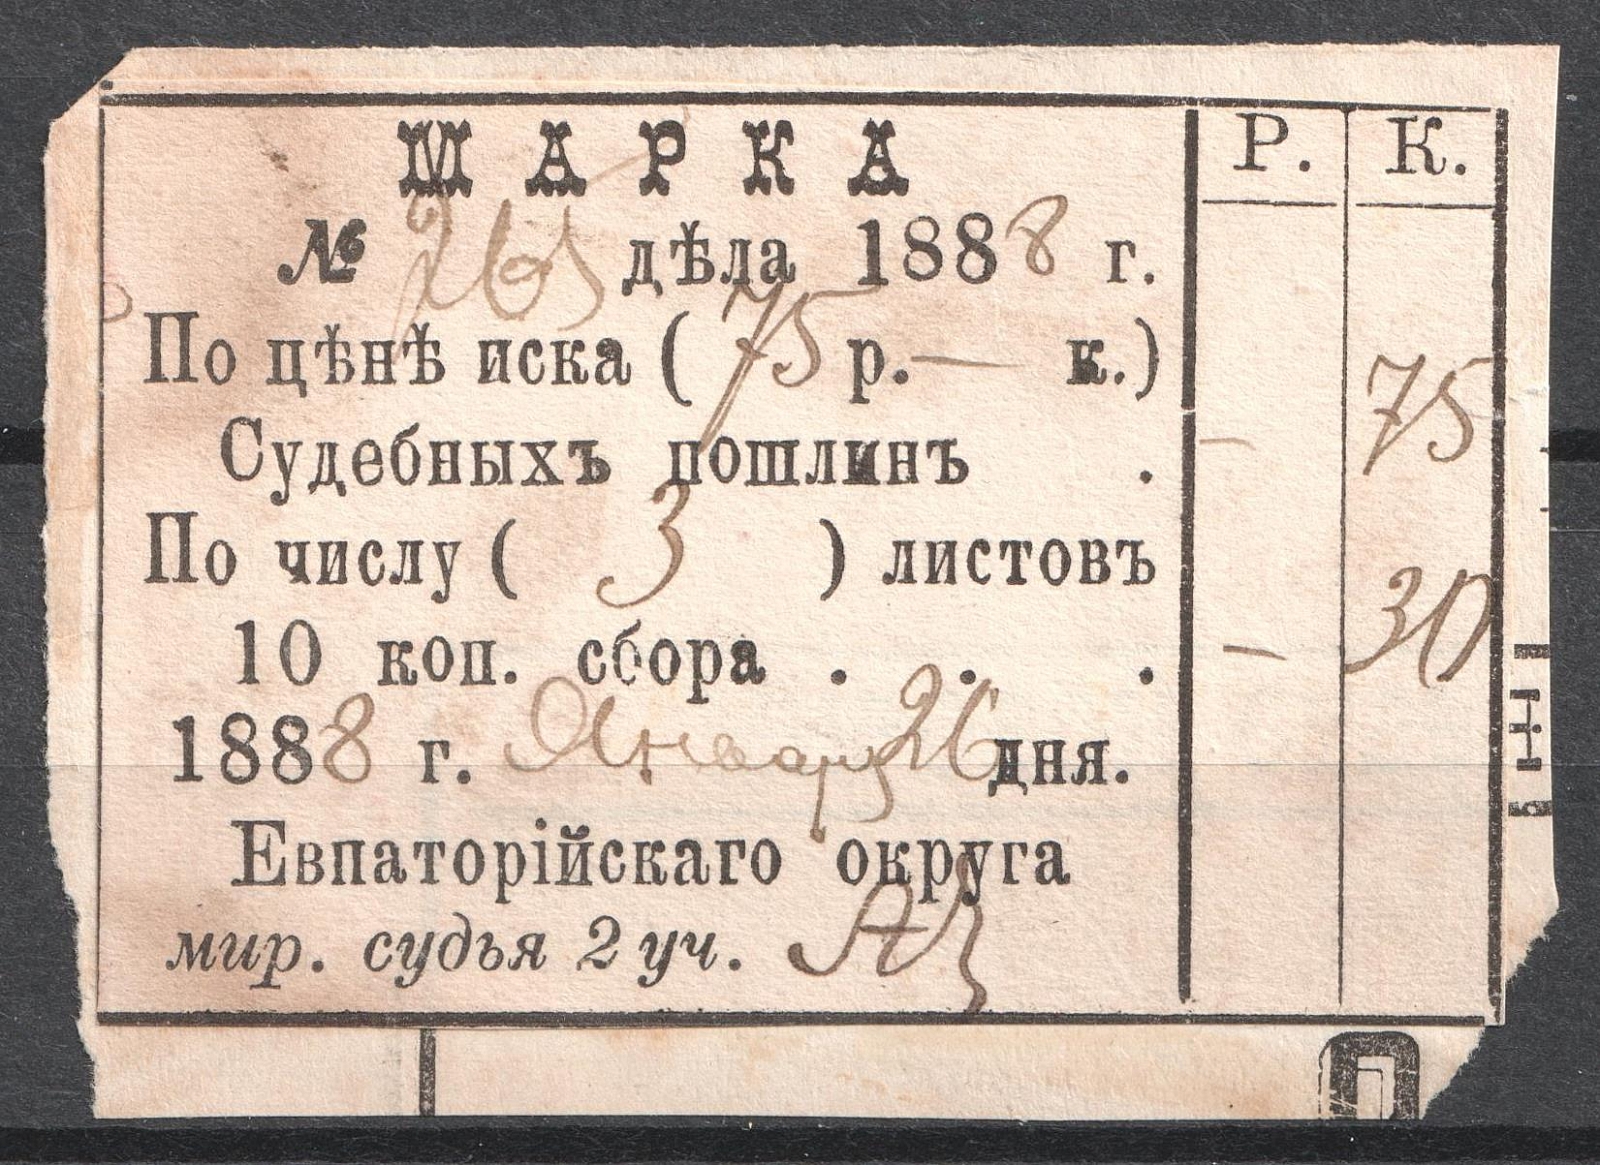 МАРКА Р. К.
№ 265 дѣла 1888 г.
По цѣнѣ иска ( 75 р. — к.)
Судебныхъ пошлинъ . — 75
По числу ( 3 ) листовъ
10 коп. сбора . . . — 30
1888 г. Январ 26 дня.
Евпаторійскаго округа
мир. судья 2 уч.